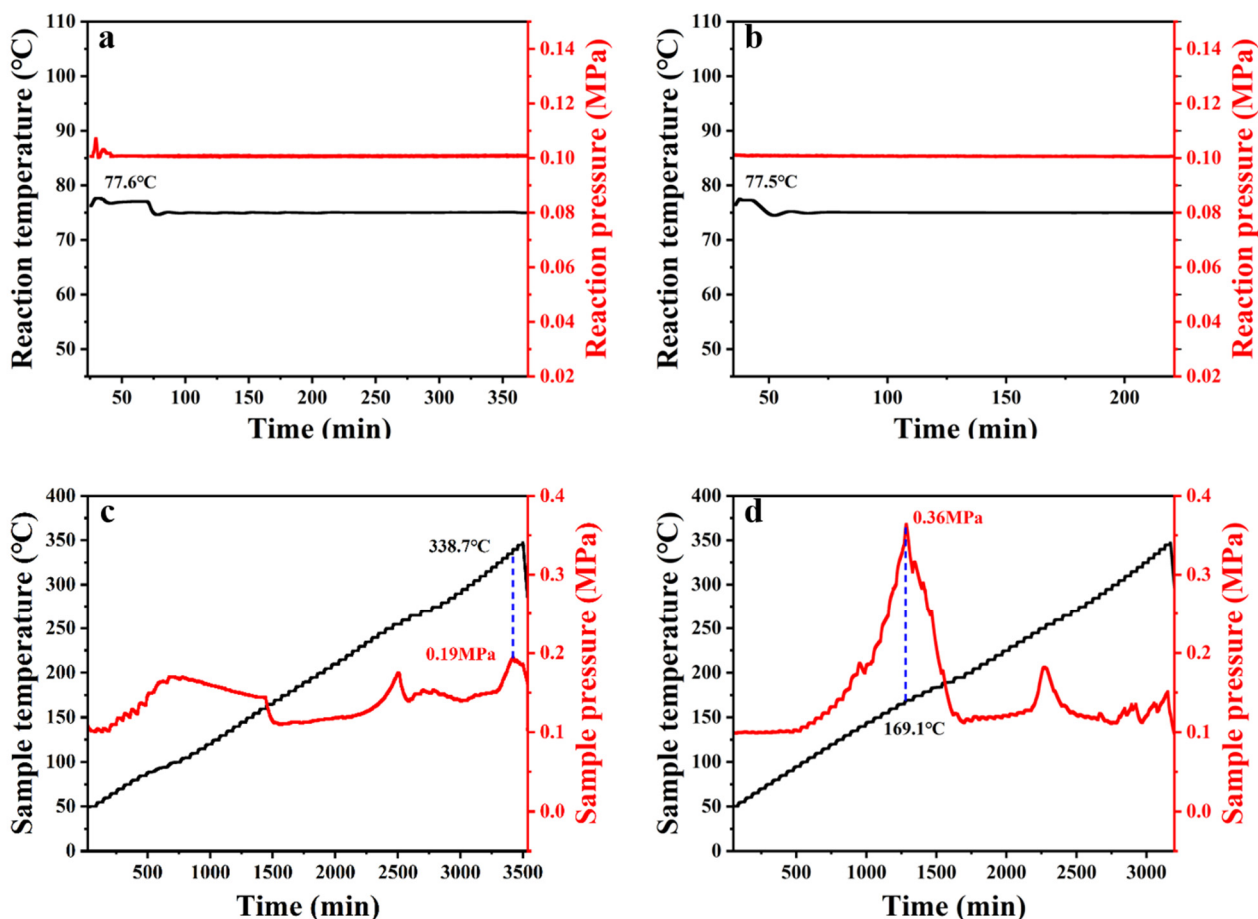 a
Reaction temperature (℃)
110
100
90
80
70
60
50
77.6℃
0.14
0.12
0.10
0.08
0.06
0.04
0.02
Reaction pressure (MPa)
50 100 150 200 250 300 350
Time (min)
b
Reaction temperature (℃)
110
100
90
80
70
60
50
77.5℃
0.14
0.12
0.10
0.08
0.06
0.04
0.02
Reaction pressure (MPa)
50 100 150 200
Time (min)
c
Sample temperature (℃)
400
350
300
250
200
150
100
50
0
338.7℃
0.19MPa
0.4
0.3
0.2
0.1
0.0
Sample pressure (MPa)
500 1000 1500 2000 2500 3000 3500
Time (min)
d
Sample temperature (℃)
400
350
300
250
200
150
100
50
0
0.36MPa
169.1℃
0.4
0.3
0.2
0.1
0.0
Sample pressure (MPa)
500 1000 1500 2000 2500 3000
Time (min)